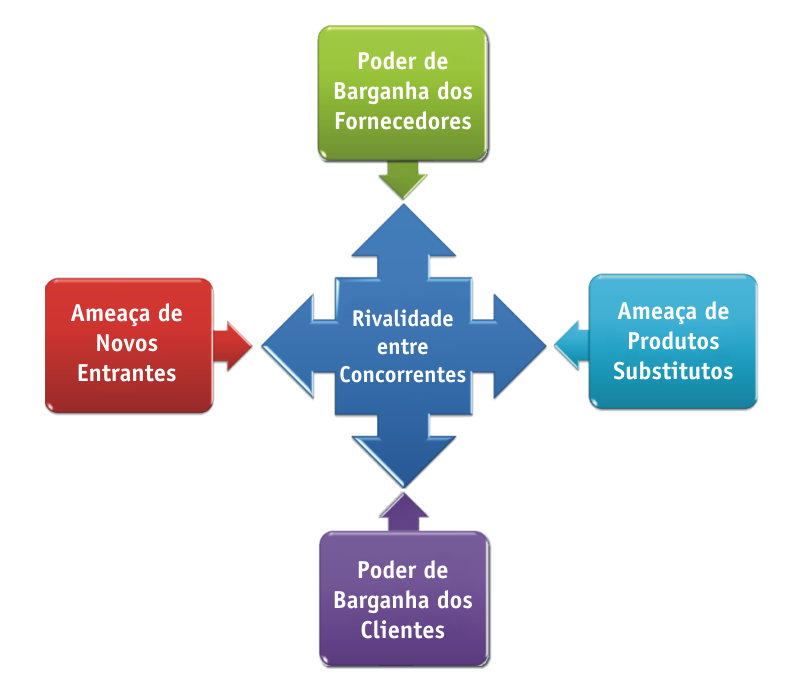 Poder de
Barganha dos
Fornecedores
Ameaça de
Novos
Entrantes
Rivalidade
entre
Concorrentes
Ameaça de
Produtos
Substitutos
Poder de
Barganha dos
Clientes